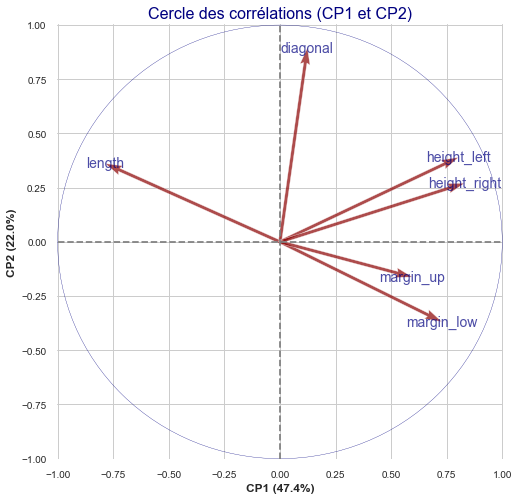 Cercle des corrélations (CP1 et CP2)
1.00
diagonal
0.75
0.50
length
height_left
0.25
height_right
0.00
margin_up
−0.25
margin_low
−0.50
−0.75
−1.00
CP2 (22.0%)
−1.00 −0.75 −0.50 −0.25 0.00 0.25 0.50 0.75 1.00
CP1 (47.4%)